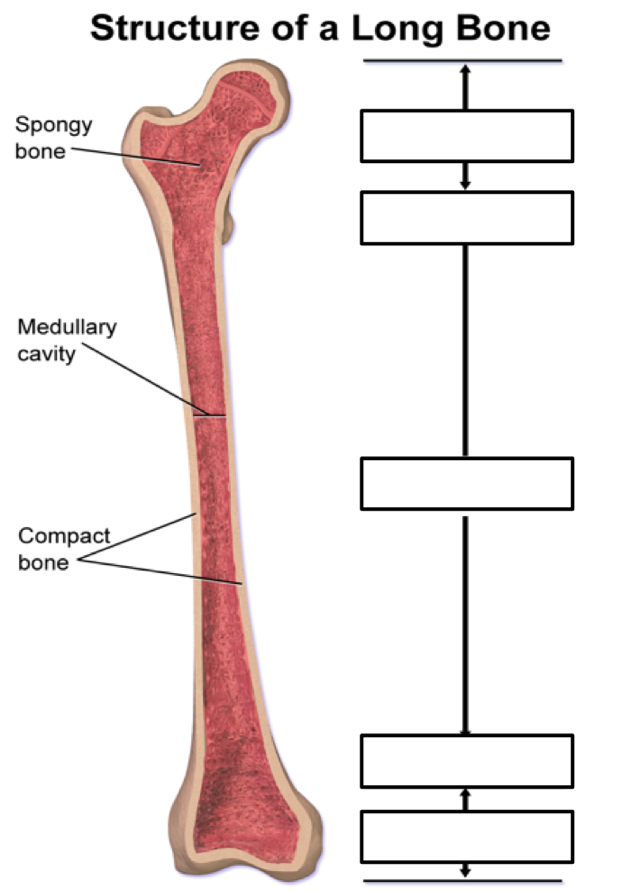 Structure of a Long Bone
Spongy
bone
Medullary
cavity
Compact
bone